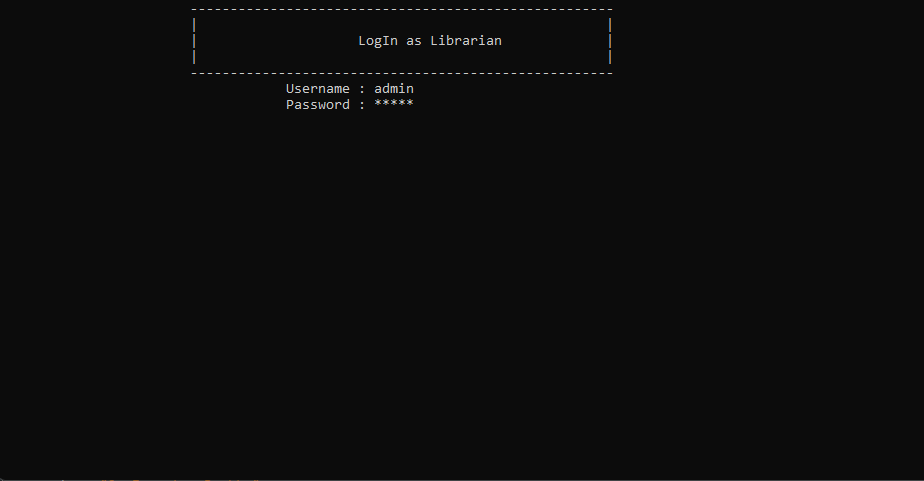 -----------------------------------------------------
|                                                   |
|                    LogIn as Librarian             |
|                                                   |
-----------------------------------------------------
Username : admin
Password : *****